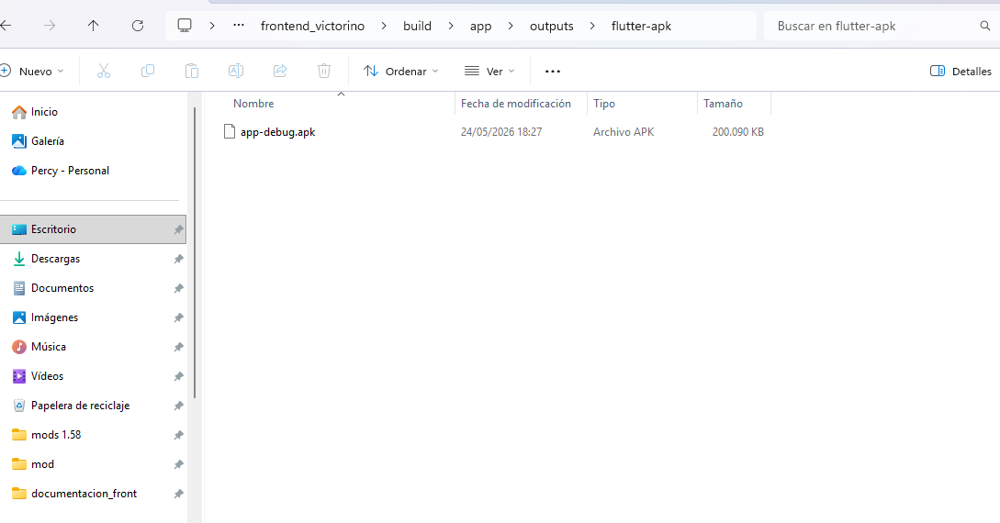 frontend_victorino > build > app > outputs > flutter-apk
Buscar en flutter-apk
Nuevo
Ordenar
Ver
Detalles
Inicio
Galería
Percy - Personal
Escritorio
Descargas
Documentos
Imágenes
Música
Vídeos
Papelera de reciclaje
mods 1.58
mod
documentacion_front
Nombre Fecha de modificación Tipo Tamaño
app-debug.apk 24/05/2026 18:27 Archivo APK 200.090 KB